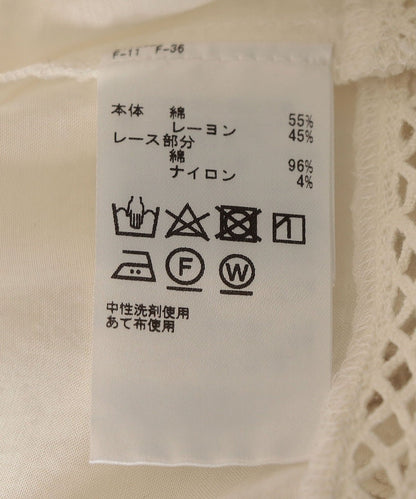 F-11 F-36
本体 綿 55%
レーヨン 45%
レース部分
綿 96%
ナイロン 4%
F W
中性洗剤使用
あて布使用